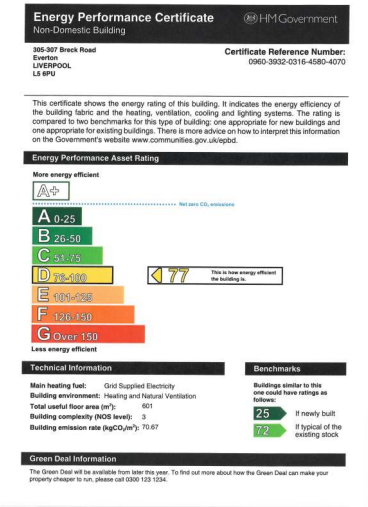 Energy Performance Certificate
Non-Domestic Building
HM Government
305-307 Breck Road
Everton
LIVERPOOL
L5 6PU
Certificate Reference Number:
0960-3932-0316-4580-4070
This certificate shows the energy rating of this building. It indicates the energy efficiency of
the building fabric and the heating, ventilation, cooling and lighting systems. The rating is
compared to two benchmarks for this type of building: one appropriate for new buildings and
one appropriate for existing buildings. There is more advice on how to interpret this information
on the Government's website www.communities.gov.uk/epbd.
Energy Performance Asset Rating
More energy efficient
A+
Net zero CO₂ emissions
A 0-25
B 26-50
C 51-75
D 76-100
77
This is how energy efficient
the building is.
E 101-125
F 126-150
G Over 150
Less energy efficient
Technical Information
Main heating fuel: Grid Supplied Electricity
Building environment: Heating and Natural Ventilation
Total useful floor area (m²): 601
Building complexity (NOS level): 3
Building emission rate (kgCO₂/m²): 70.67
Benchmarks
Buildings similar to this
one could have ratings as
follows:
25 If newly built
72 If typical of the
existing stock
Green Deal Information
The Green Deal will be available from later this year. To find out more about how the Green Deal can make your
property cheaper to run, please call 0300 123 1234.